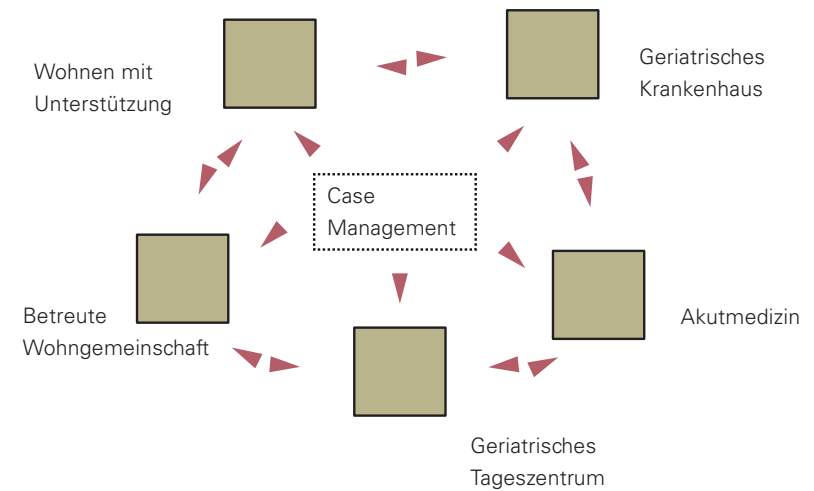 Wohnen mit
Unterstützung
Geriatrisches
Krankenhaus
Case
Management
Betreute
Wohngemeinschaft
Akutmedizin
Geriatrisches
Tageszentrum